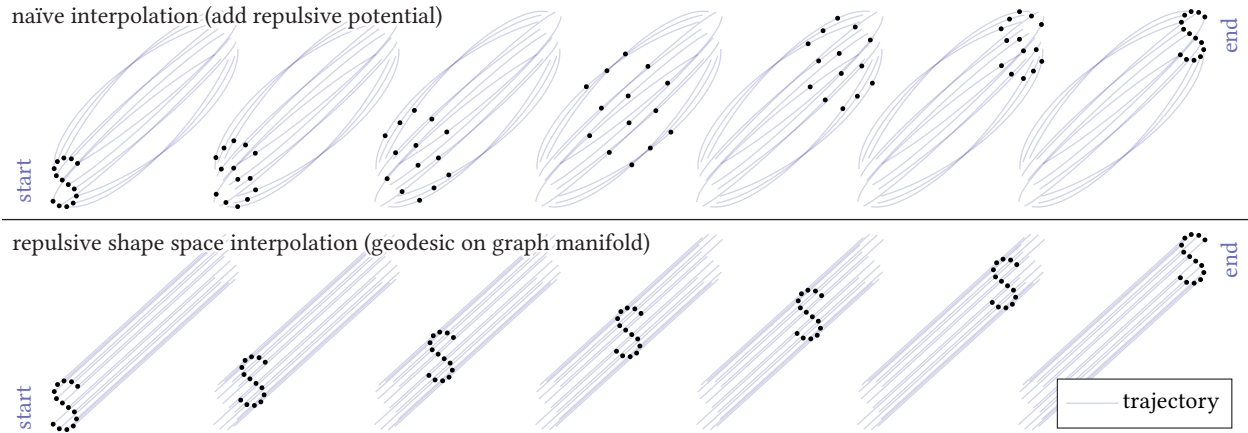 naïve interpolation (add repulsive potential)
start
end
repulsive shape space interpolation (geodesic on graph manifold)
start
end
trajectory